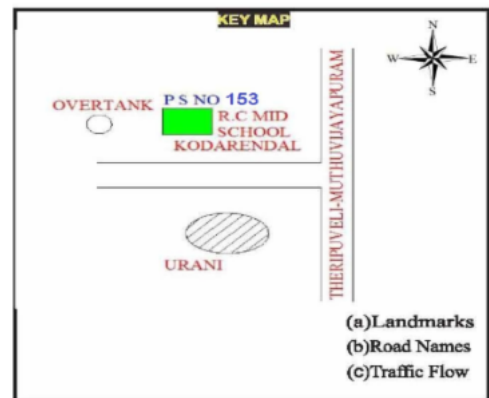 KEY MAP
N
W E
S
OVERTANK
P S NO 153
R.C MID
SCHOOL
KODARENDAL
THERIPUVELI-MUTHUVIJAYAPURAM
URANI
(a)Landmarks
(b)Road Names
(c)Traffic Flow